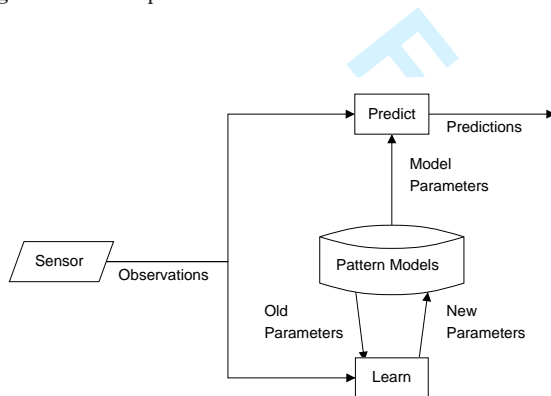 Predict
Predictions
Model
Parameters
Sensor
Observations
Pattern Models
Old
Parameters
New
Parameters
Learn